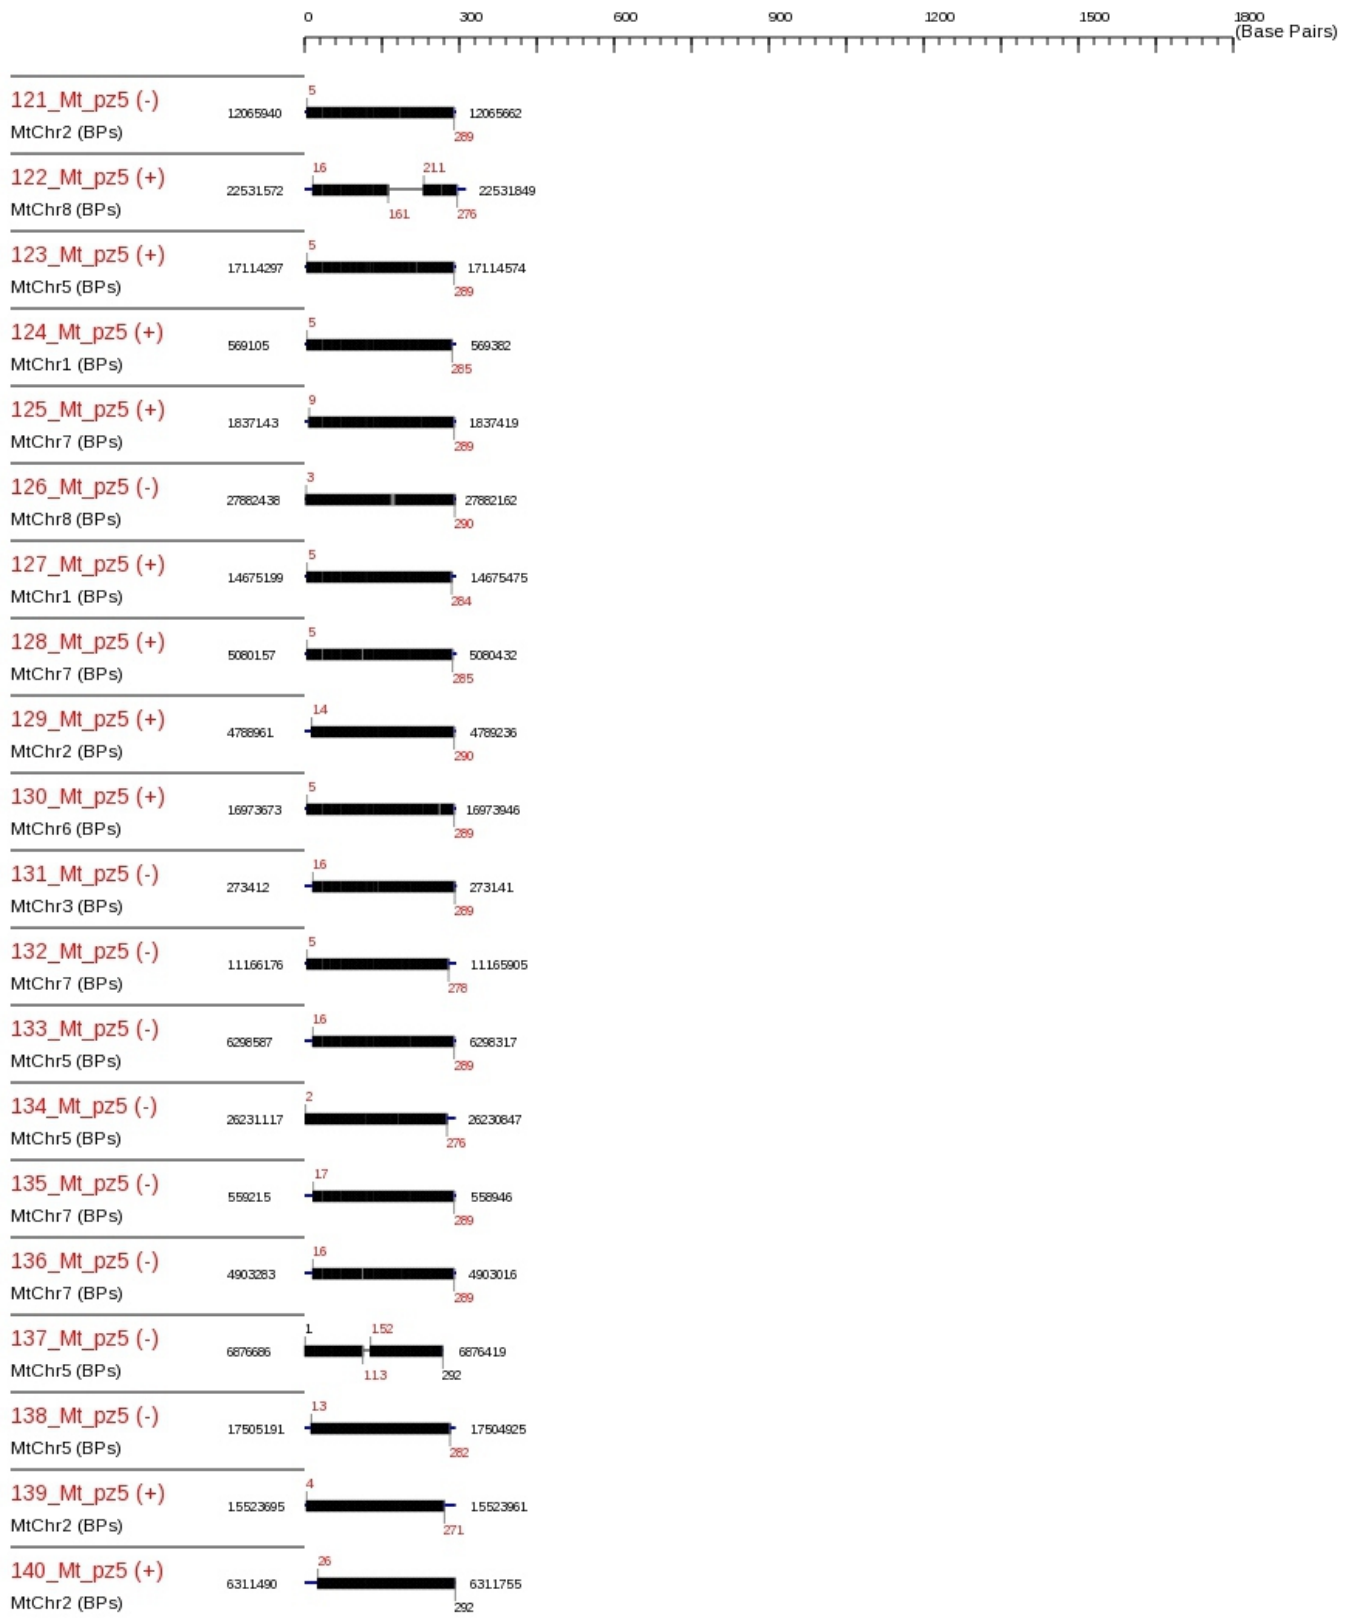 0 300 600 900 1200 1500 1800
(Base Pairs)
5
121_Mt_pz5 (-) 12065940 12065662
MtChr2 (BPs) 289
16 211
122_Mt_pz5 (+) 22531572 22531849
MtChr8 (BPs) 161 276
5
123_Mt_pz5 (+) 17114297 17114574
MtChr5 (BPs) 289
5
124_Mt_pz5 (+) 569105 569382
MtChr1 (BPs) 285
9
125_Mt_pz5 (+) 1837143 1837419
MtChr7 (BPs) 289
3
126_Mt_pz5 (-) 27882438 27882162
MtChr8 (BPs) 290
5
127_Mt_pz5 (+) 14675199 14675475
MtChr1 (BPs) 284
5
128_Mt_pz5 (+) 5080157 5080432
MtChr7 (BPs) 285
14
129_Mt_pz5 (+) 4788961 4789236
MtChr2 (BPs) 290
5
130_Mt_pz5 (+) 16973673 16973946
MtChr6 (BPs) 289
16
131_Mt_pz5 (-) 273412 273141
MtChr3 (BPs) 289
5
132_Mt_pz5 (-) 11166176 11165905
MtChr7 (BPs) 278
16
133_Mt_pz5 (-) 6298587 6298317
MtChr5 (BPs) 289
2
134_Mt_pz5 (-) 26231117 26230847
MtChr5 (BPs) 276
17
135_Mt_pz5 (-) 559215 558946
MtChr7 (BPs) 289
16
136_Mt_pz5 (-) 4903283 4903016
MtChr7 (BPs) 289
1 152
137_Mt_pz5 (-) 6876686 6876419
MtChr5 (BPs) 113 292
13
138_Mt_pz5 (-) 17505191 17504925
MtChr5 (BPs) 282
4
139_Mt_pz5 (+) 15523695 15523961
MtChr2 (BPs) 271
26
140_Mt_pz5 (+) 6311490 6311755
MtChr2 (BPs) 292